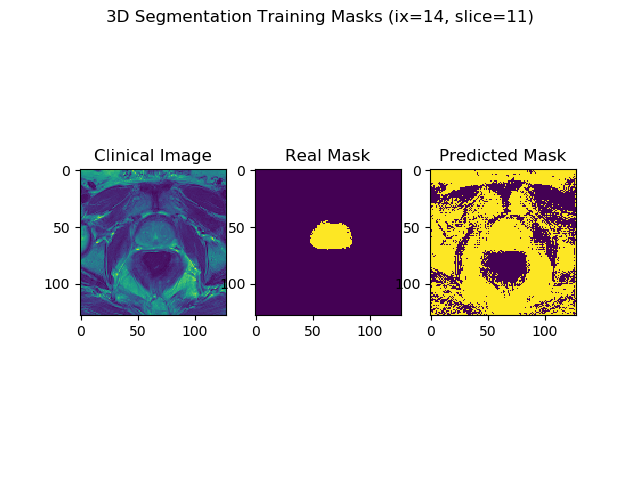 3D Segmentation Training Masks (ix=14, slice=11)
Clinical Image Real Mask Predicted Mask
0 0 0
50 50 50
100 100 100
0 50 100 0 50 100 0 50 100